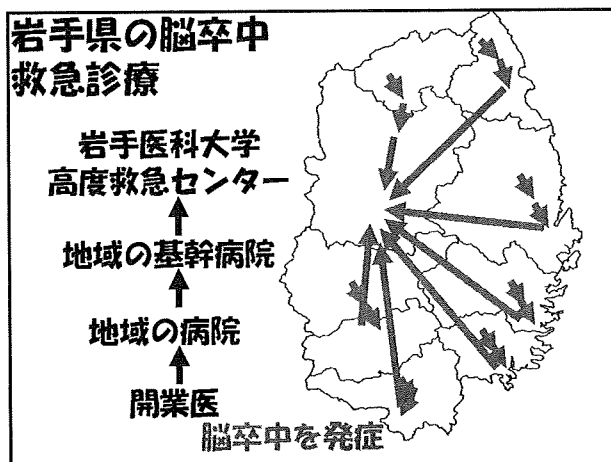 岩手県の脳卒中
救急診療
岩手医科大学
高度救急センター
地域の基幹病院
地域の病院
開業医
脳卒中を発症